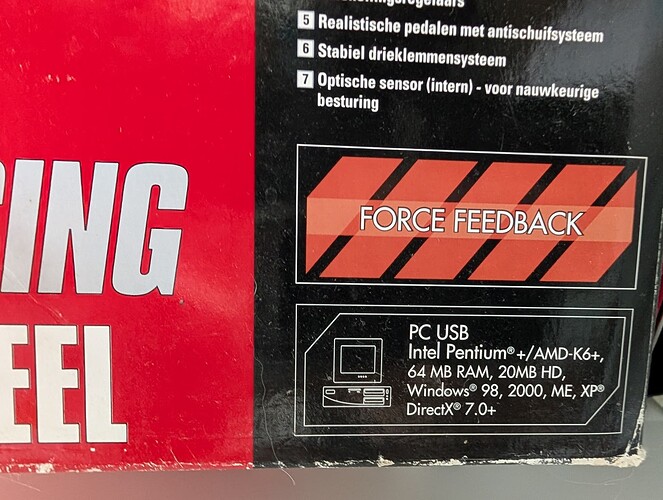 5 Realistische pedalen met antischuifsysteem
6 Stabiel drieklemmensysteem
7 Optische sensor (intern) - voor nauwkeurige
besturing
CING
EEL
FORCE FEEDBACK
PC USB
Intel Pentium®+/AMD-K6+,
64 MB RAM, 20MB HD,
Windows® 98, 2000, ME, XP®
DirectX® 7.0+